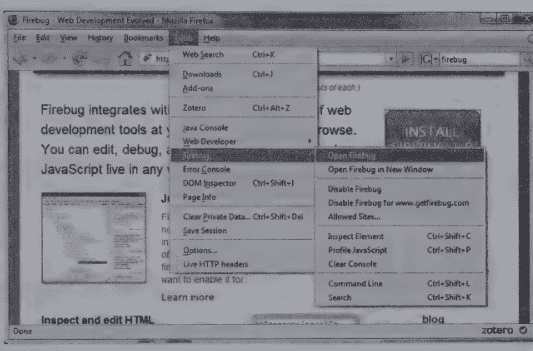 Firebug - Web Development Evolved - Mozilla Firefox
File Edit View History Bookmarks Help
firebug
Web Search Ctrl+K
Downloads Ctrl+J
Add-ons
Zotero Ctrl+Alt+Z
Java Console
Web Developer
Firebug
Error Console
DOM Inspector Ctrl+Shift+I
Page Info
Clear Private Data... Ctrl+Shift+Del
Save Session
Options...
Live HTTP headers
Open Firebug
Open Firebug in New Window
Disable Firebug
Disable Firebug for www.getfirebug.com
Allowed Sites...
Inspect Element Ctrl+Shift+C
Profile JavaScript Ctrl+Shift+P
Clear Console
Command Line Ctrl+Shift+L
Search Ctrl+Shift+K
of each)
Firebug integrates with of web
development tools at rowse.
You can edit, debug,
JavaScript live in any
INSTALL
want to enable it for.
Learn more
Inspect and edit HTML
blog
Done
zotero